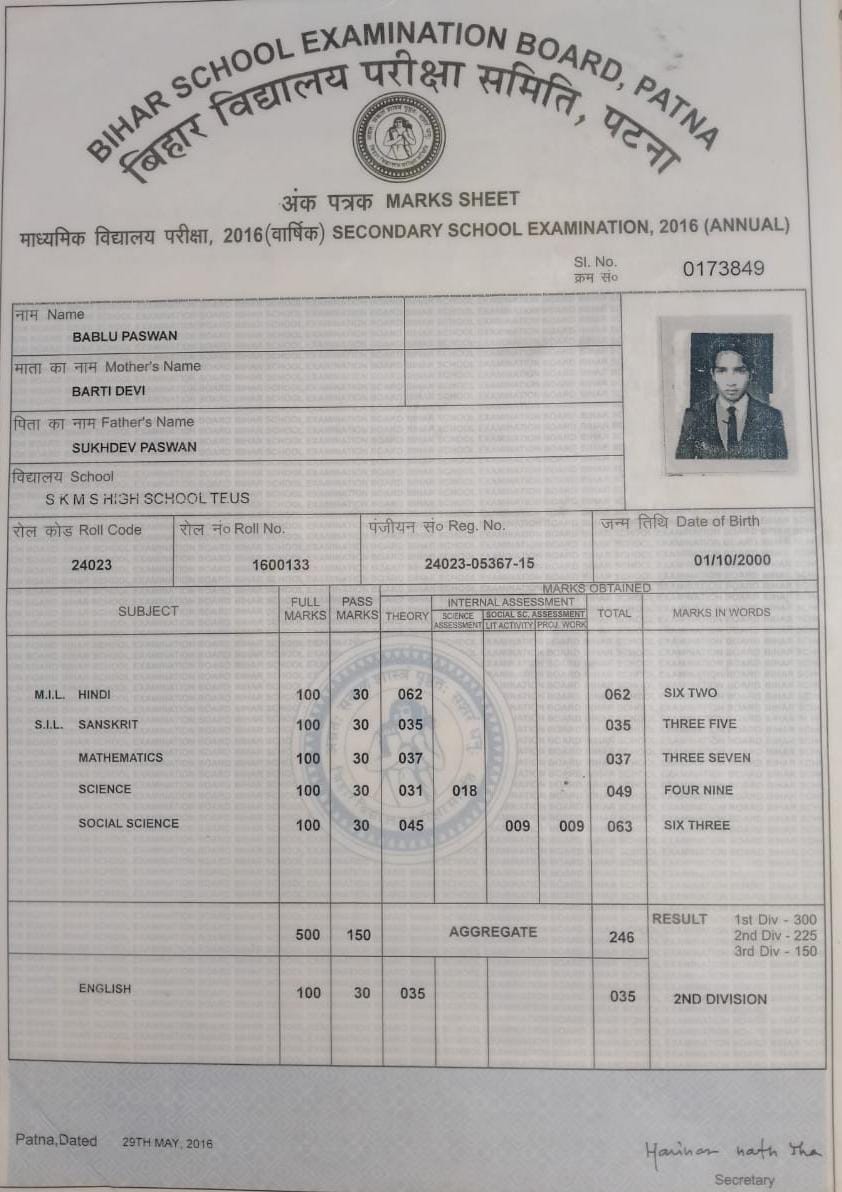 BIHAR SCHOOL EXAMINATION BOARD, PATNA
बिहार विद्यालय परीक्षा समिति, पटना
अंक पत्रक MARKS SHEET
माध्यमिक विद्यालय परीक्षा, 2016(वार्षिक) SECONDARY SCHOOL EXAMINATION, 2016 (ANNUAL)
Sl. No. 0173849
क्रम सं०
नाम Name
BABLU PASWAN
माता का नाम Mother's Name
BARTI DEVI
पिता का नाम Father's Name
SUKHDEV PASWAN
विद्यालय School
S K M S HIGH SCHOOL TEUS
रोल कोड Roll Code रोल नं० Roll No. पंजीयन सं० Reg. No. जन्म तिथि Date of Birth
24023 1600133 24023-05367-15 01/10/2000
MARKS OBTAINED
SUBJECT FULL MARKS PASS MARKS THEORY INTERNAL ASSESSMENT TOTAL MARKS IN WORDS
SCIENCE ASSESSMENT SOCIAL SC. ASSESSMENT
LIT ACTIVITY PROJ. WORK
M.I.L. HINDI 100 30 062 062 SIX TWO
S.I.L. SANSKRIT 100 30 035 035 THREE FIVE
MATHEMATICS 100 30 037 037 THREE SEVEN
SCIENCE 100 30 031 018 049 FOUR NINE
SOCIAL SCIENCE 100 30 045 009 009 063 SIX THREE
500 150 AGGREGATE 246 RESULT 1st Div - 300
2nd Div - 225
3rd Div - 150
ENGLISH 100 30 035 035 2ND DIVISION
Patna,Dated 29TH MAY, 2016
Secretary